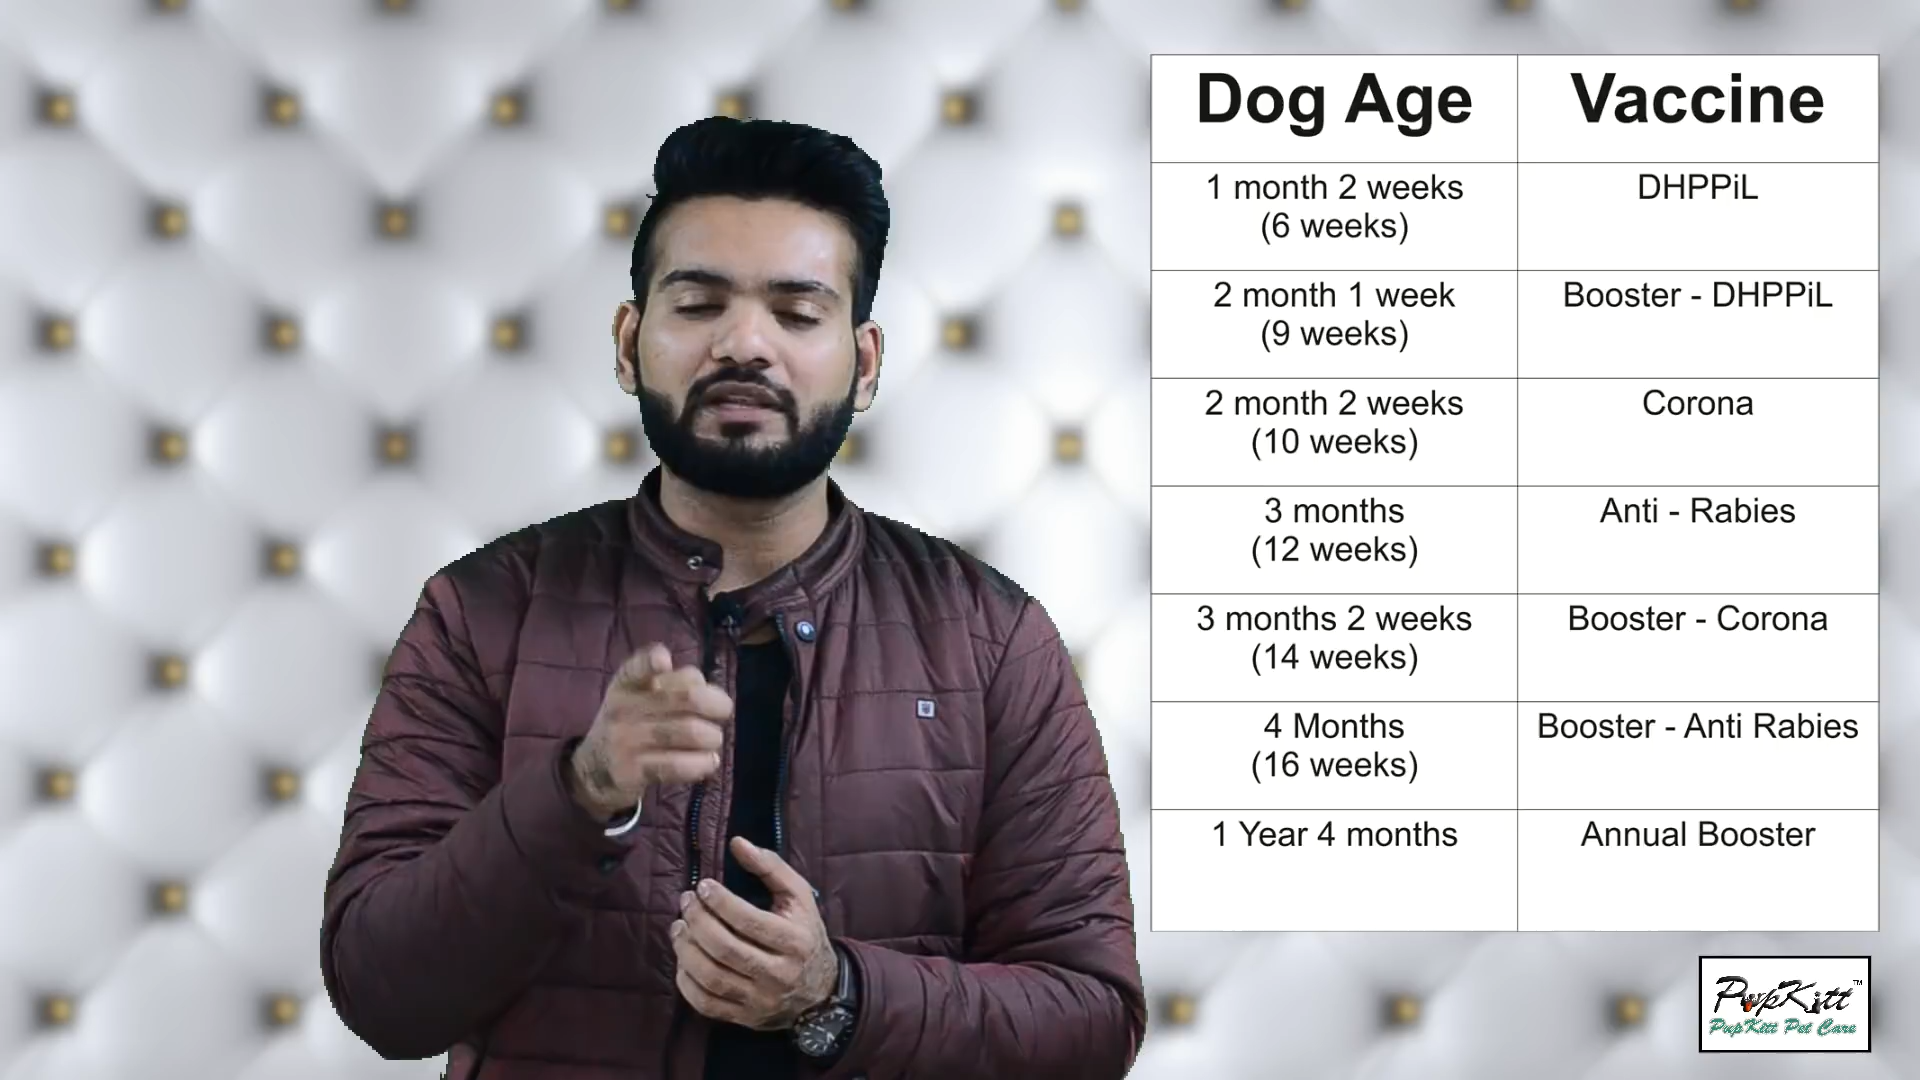 Dog Age
Vaccine
1 month 2 weeks
(6 weeks)
DHPPiL
2 month 1 week
(9 weeks)
Booster - DHPPiL
2 month 2 weeks
(10 weeks)
Corona
3 months
(12 weeks)
Anti - Rabies
3 months 2 weeks
(14 weeks)
Booster - Corona
4 Months
(16 weeks)
Booster - Anti Rabies
1 Year 4 months
Annual Booster
PupKitt™
PupKitt Pet Care